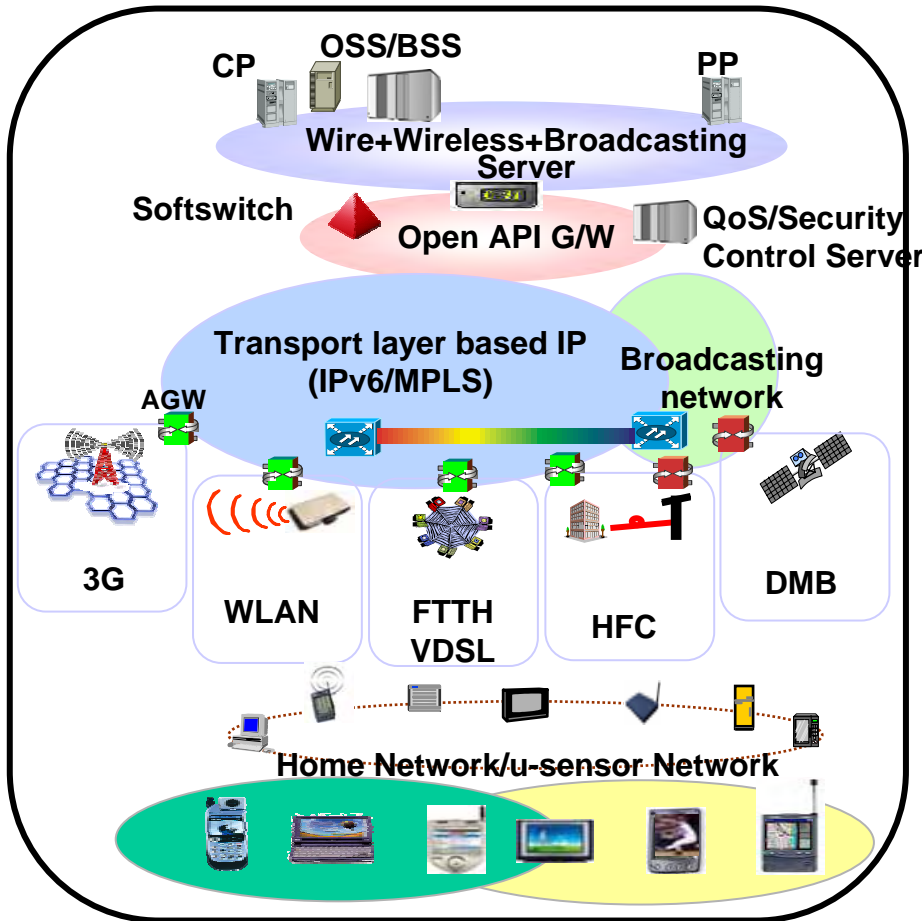 OSS/BSS
CP
PP
Wire+Wireless+Broadcasting
Server
Softswitch
Open API G/W
QoS/Security
Control Server
Transport layer based IP
(IPv6/MPLS)
Broadcasting
network
AGW
3G
WLAN
FTTH
VDSL
HFC
DMB
Home Network/u-sensor Network